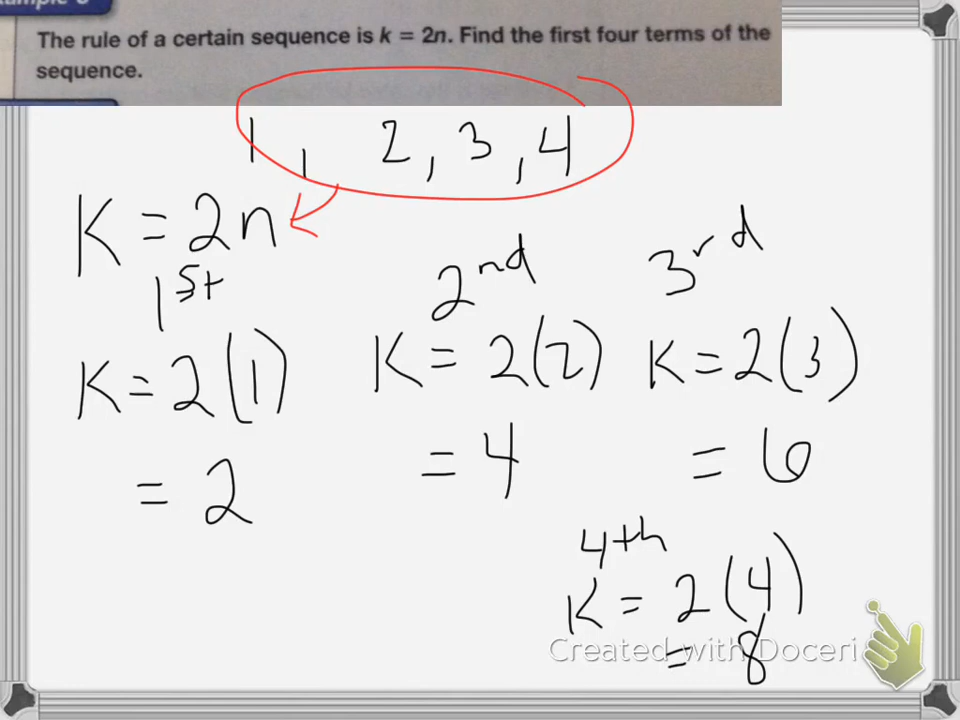 The rule of a certain sequence is k = 2n. Find the first four terms of the
sequence.
1, 2, 3, 4
K = 2n
1st
2nd
3rd
K = 2(1)
K = 2(2)
K = 2(3)
= 2
= 4
= 6
4th
K = 2(4)
= 8
Created with Doceri